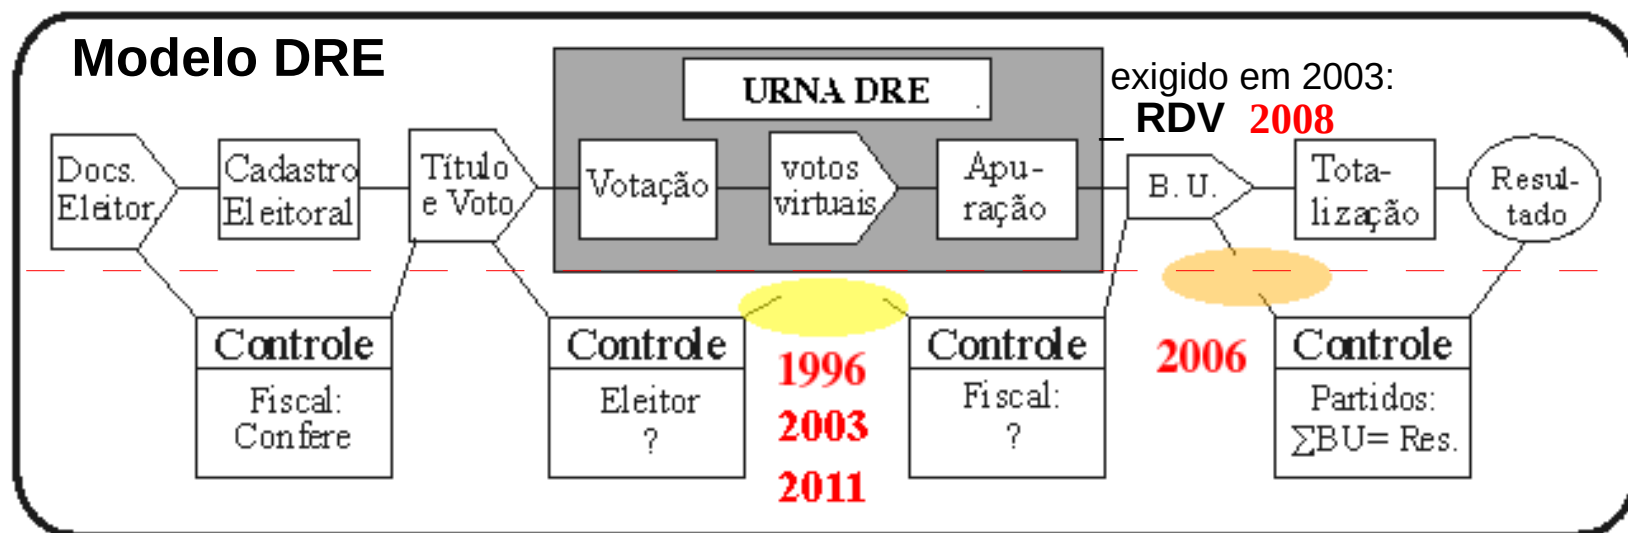 Modelo DRE
URNA DRE
exigido em 2003:
RDV 2008
Docs.
Eleitor
Cadastro
Eleitoral
Título
e Voto
Votação
votos
virtuais
Apu-
ração
B. U.
Tota-
lização
Resul-
tado
Controle
Fiscal:
Confere
Controle
Eleitor
?
1996
2003
2011
Controle
Fiscal:
?
2006
Controle
Partidos:
∑BU= Res.